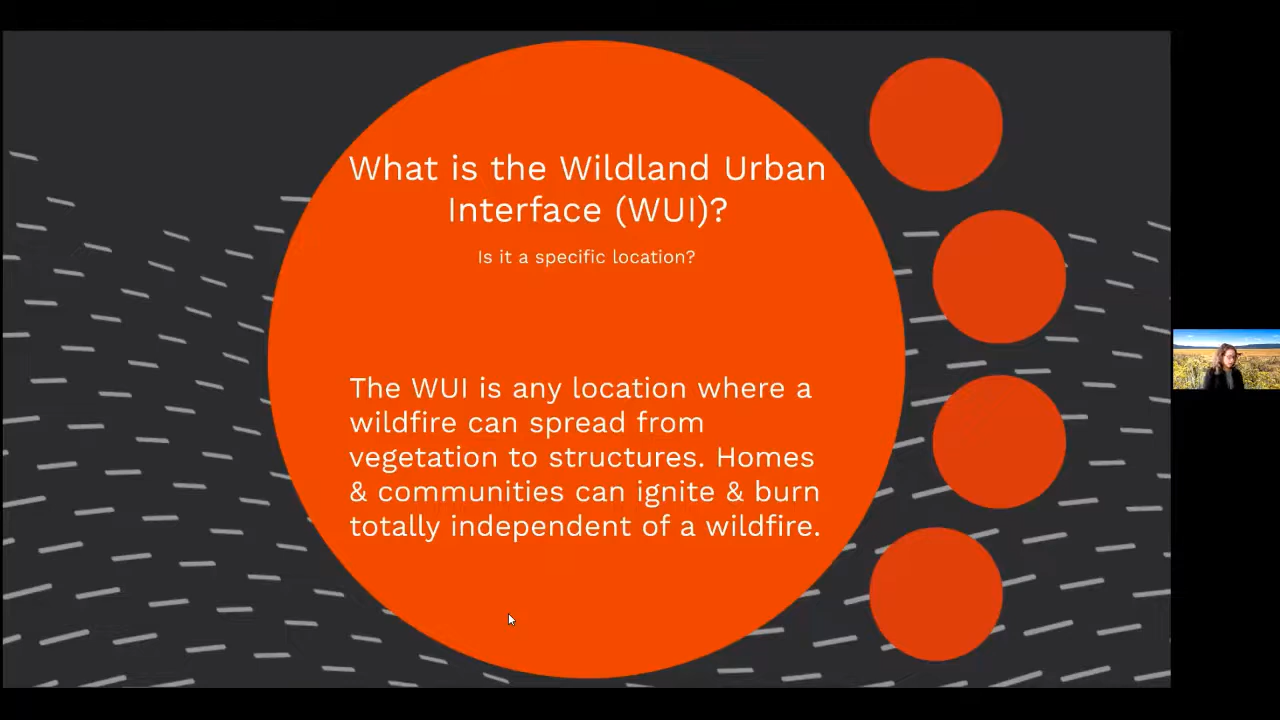 What is the Wildland Urban
Interface (WUI)?
Is it a specific location?
The WUI is any location where a
wildfire can spread from
vegetation to structures. Homes
& communities can ignite & burn
totally independent of a wildfire.